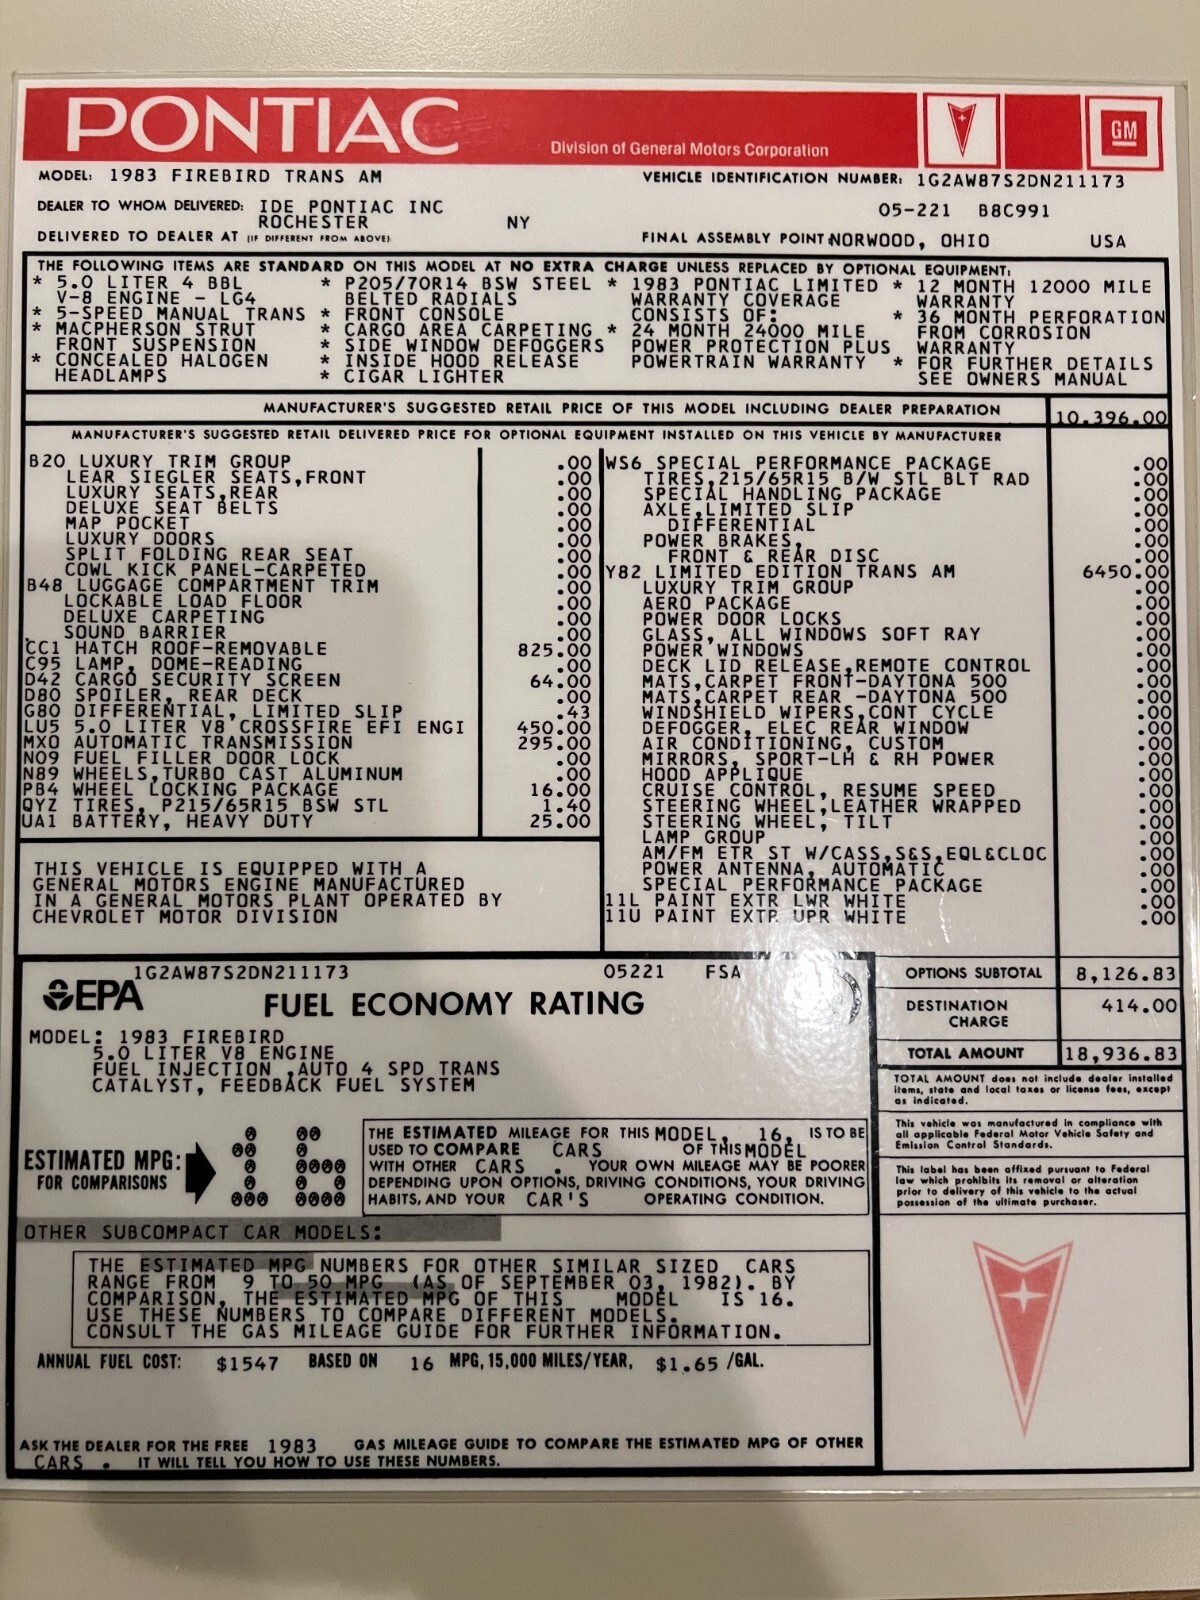 PONTIAC
Division of General Motors Corporation
GM
MODEL: 1983 FIREBIRD TRANS AM
VEHICLE IDENTIFICATION NUMBER: 1G2AW87S2DN211173
DEALER TO WHOM DELIVERED: IDE PONTIAC INC
ROCHESTER NY
05-221 B8C991
DELIVERED TO DEALER AT (IF DIFFERENT FROM ABOVE)
FINAL ASSEMBLY POINT: NORWOOD, OHIO USA
THE FOLLOWING ITEMS ARE STANDARD ON THIS MODEL AT NO EXTRA CHARGE UNLESS REPLACED BY OPTIONAL EQUIPMENT:
* 5.0 LITER 4 BBL
V-8 ENGINE - LG4
* 5-SPEED MANUAL TRANS
* MACPHERSON STRUT
FRONT SUSPENSION
* CONCEALED HALOGEN
HEADLAMPS
* P205/70R14 BSW STEEL
BELTED RADIALS
* FRONT CONSOLE
* CARGO AREA CARPETING
* SIDE WINDOW DEFOGGERS
* INSIDE HOOD RELEASE
* CIGAR LIGHTER
* 1983 PONTIAC LIMITED
WARRANTY COVERAGE
CONSISTS OF:
* 24 MONTH 24000 MILE
POWER PROTECTION PLUS
POWERTRAIN WARRANTY
* 12 MONTH 12000 MILE
WARRANTY
* 36 MONTH PERFORATION
FROM CORROSION
WARRANTY
* FOR FURTHER DETAILS
SEE OWNERS MANUAL
MANUFACTURER'S SUGGESTED RETAIL PRICE OF THIS MODEL INCLUDING DEALER PREPARATION 10,396.00
MANUFACTURER'S SUGGESTED RETAIL DELIVERED PRICE FOR OPTIONAL EQUIPMENT INSTALLED ON THIS VEHICLE BY MANUFACTURER
B20 LUXURY TRIM GROUP .00
LEAR SIEGLER SEATS,FRONT .00
LUXURY SEATS,REAR .00
DELUXE SEAT BELTS .00
MAP POCKET .00
LUXURY DOORS .00
SPLIT FOLDING REAR SEAT .00
COWL KICK PANEL-CARPETED .00
B48 LUGGAGE COMPARTMENT TRIM .00
LOCKABLE LOAD FLOOR .00
DELUXE CARPETING .00
SOUND BARRIER .00
CC1 HATCH ROOF-REMOVABLE 825.00
C95 LAMP, DOME-READING .00
D42 CARGO SECURITY SCREEN 64.00
D80 SPOILER, REAR DECK .00
G80 DIFFERENTIAL, LIMITED SLIP .43
LU5 5.0 LITER V8 CROSSFIRE EFI ENGI 450.00
MX0 AUTOMATIC TRANSMISSION 295.00
N09 FUEL FILLER DOOR LOCK .00
N89 WHEELS,TURBO CAST ALUMINUM .00
PB4 WHEEL LOCKING PACKAGE 16.00
QYZ TIRES, P215/65R15 BSW STL 1.40
UA1 BATTERY, HEAVY DUTY 25.00
WS6 SPECIAL PERFORMANCE PACKAGE .00
TIRES,215/65R15 B/W STL BLT RAD .00
SPECIAL HANDLING PACKAGE .00
AXLE,LIMITED SLIP .00
DIFFERENTIAL .00
POWER BRAKES, .00
FRONT & REAR DISC .00
Y82 LIMITED EDITION TRANS AM 6450.00
LUXURY TRIM GROUP .00
AERO PACKAGE .00
POWER DOOR LOCKS .00
GLASS, ALL WINDOWS SOFT RAY .00
POWER WINDOWS .00
DECK LID RELEASE,REMOTE CONTROL .00
MATS,CARPET FRONT-DAYTONA 500 .00
MATS,CARPET REAR -DAYTONA 500 .00
WINDSHIELD WIPERS,CONT CYCLE .00
DEFOGGER, ELEC REAR WINDOW .00
AIR CONDITIONING, CUSTOM .00
MIRRORS, SPORT-LH & RH POWER .00
HOOD APPLIQUE .00
CRUISE CONTROL, RESUME SPEED .00
STEERING WHEEL,LEATHER WRAPPED .00
STEERING WHEEL, TILT .00
LAMP GROUP .00
AM/FM ETR ST W/CASS,S&S,EQL&CLOC .00
POWER ANTENNA, AUTOMATIC .00
SPECIAL PERFORMANCE PACKAGE .00
11L PAINT EXTR LWR WHITE .00
11U PAINT EXTR UPR WHITE .00
THIS VEHICLE IS EQUIPPED WITH A
GENERAL MOTORS ENGINE MANUFACTURED
IN A GENERAL MOTORS PLANT OPERATED BY
CHEVROLET MOTOR DIVISION
OPTIONS SUBTOTAL 8,126.83
DESTINATION
CHARGE 414.00
TOTAL AMOUNT 18,936.83
TOTAL AMOUNT does not include dealer installed
items, state and local taxes or license fees, except
as indicated.
This vehicle was manufactured in compliance with
all applicable Federal Motor Vehicle Safety and
Emission Control Standards.
This label has been affixed pursuant to Federal
law which prohibits its removal or alteration
prior to delivery of this vehicle to the actual
possession of the ultimate purchaser.
1G2AW87S2DN211173 05221 FSA
EPA FUEL ECONOMY RATING
MODEL: 1983 FIREBIRD
5.0 LITER V8 ENGINE
FUEL INJECTION ,AUTO 4 SPD TRANS
CATALYST, FEEDBACK FUEL SYSTEM
ESTIMATED MPG:
FOR COMPARISONS
16
THE ESTIMATED MILEAGE FOR THIS MODEL, 16, IS TO BE
USED TO COMPARE CARS OF THIS MODEL
WITH OTHER CARS . YOUR OWN MILEAGE MAY BE POORER
DEPENDING UPON OPTIONS, DRIVING CONDITIONS, YOUR DRIVING
HABITS, AND YOUR CAR'S OPERATING CONDITION.
OTHER SUBCOMPACT CAR MODELS:
THE ESTIMATED MPG NUMBERS FOR OTHER SIMILAR SIZED CARS
RANGE FROM 9 TO 50 MPG (AS OF SEPTEMBER 03, 1982). BY
COMPARISON, THE ESTIMATED MPG OF THIS MODEL IS 16.
USE THESE NUMBERS TO COMPARE DIFFERENT MODELS.
CONSULT THE GAS MILEAGE GUIDE FOR FURTHER INFORMATION.
ANNUAL FUEL COST: $1547 BASED ON 16 MPG, 15,000 MILES/YEAR, $1.65 /GAL.
ASK THE DEALER FOR THE FREE 1983 GAS MILEAGE GUIDE TO COMPARE THE ESTIMATED MPG OF OTHER
CARS . IT WILL TELL YOU HOW TO USE THESE NUMBERS.